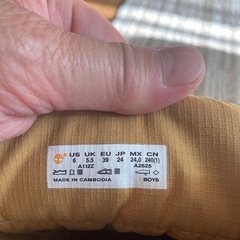 US UK EU JP MX CN
6 5.5 39 24 24.0 240(1)
A112Z A2628
MADE IN CAMBODIA BOYS